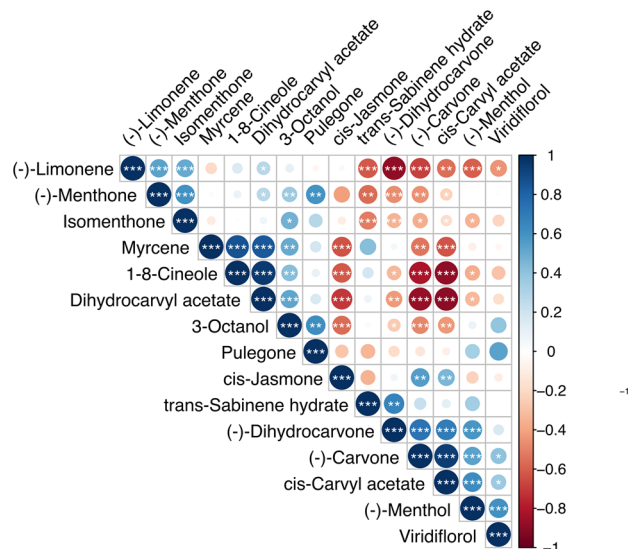 (-)-Limonene
(-)-Menthone
Isomenthone
Myrcene
1-8-Cineole
Dihydrocarvyl acetate
3-Octanol
Pulegone
cis-Jasmone
trans-Sabinene hydrate
(-)-Dihydrocarvone
(-)-Carvone
cis-Carvyl acetate
(-)-Menthol
Viridiflorol
(-)-Limonene *** *** *** * *** *** *** *** *** *
(-)-Menthone *** *** * ** ** ** *** ** *
Isomenthone *** * *** ** * * *
Myrcene *** *** *** ** *** ** ***
1-8-Cineole *** *** ** *** * *** *** *
Dihydrocarvyl acetate *** ** *** ** *** *** *
3-Octanol *** ** *** * *** **
Pulegone ***
cis-Jasmone *** ** **
trans-Sabinene hydrate *** **
(-)-Dihydrocarvone *** *** *** ***
(-)-Carvone *** *** *** *
cis-Carvyl acetate *** *** *
(-)-Menthol *** ***
Viridiflorol ***
1
0.8
0.6
0.4
0.2
0
−0.2
−0.4
−0.6
−0.8
−1
−1